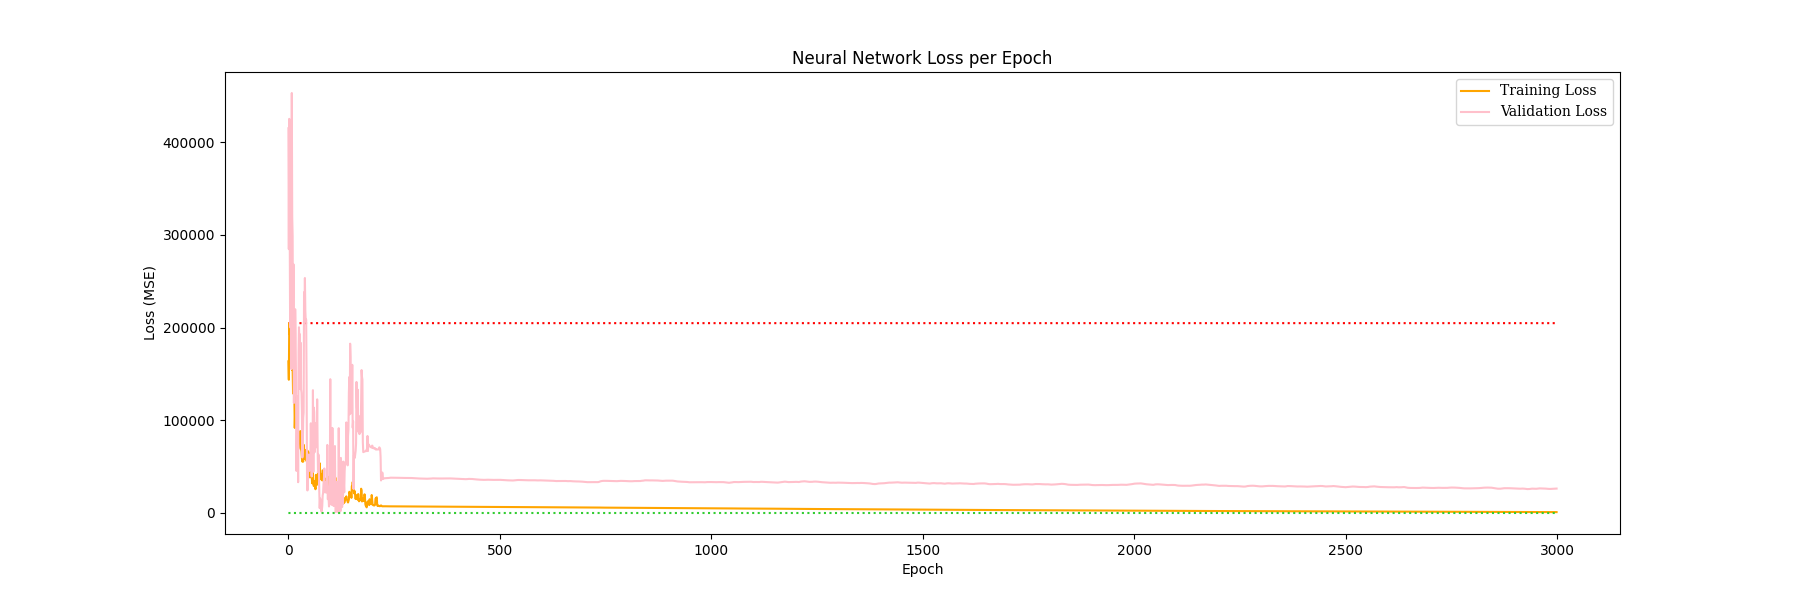 Neural Network Loss per Epoch
Training Loss
Validation Loss
Loss (MSE)
400000
300000
200000
100000
0
0 500 1000 1500 2000 2500 3000
Epoch